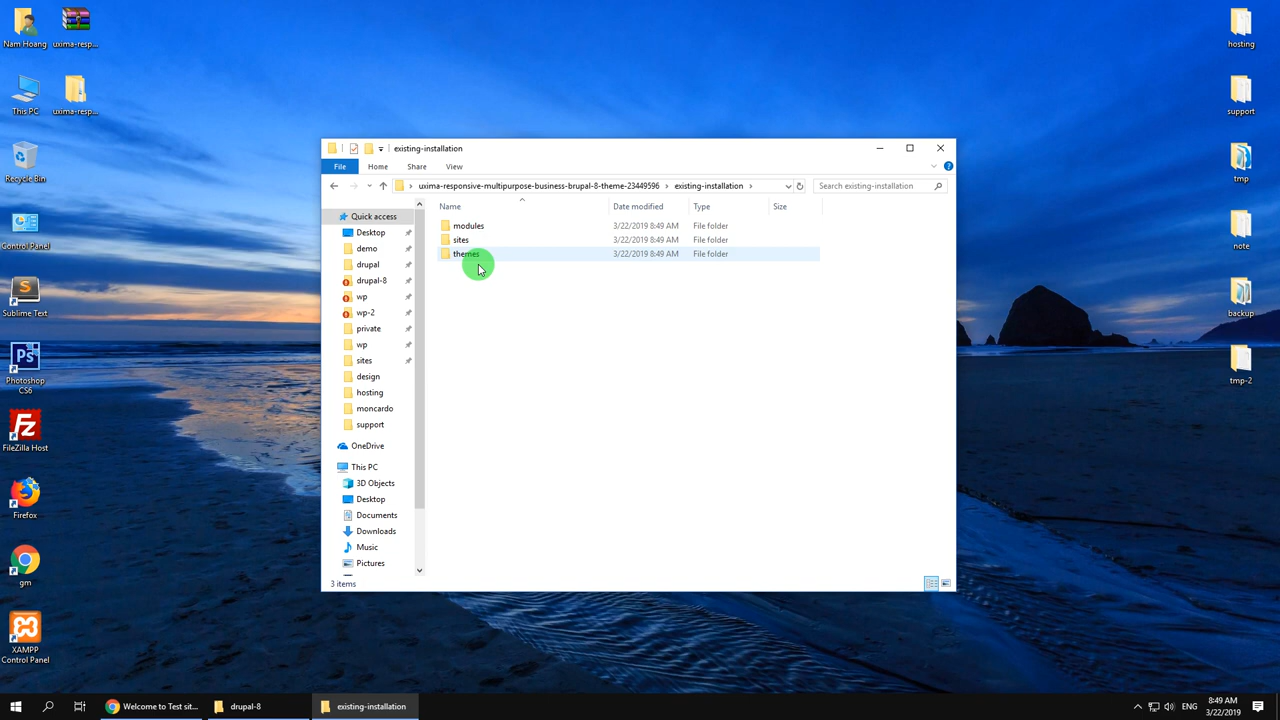 Nam Hoang
uxima-resp...
hosting
This PC
uxima-resp...
support
Recycle Bin
tmp
Control Panel
note
Sublime Text
backup
Photoshop
CS6
tmp-2
FileZilla Host
Firefox
gm
XAMPP
Control Panel
existing-installation
File
Home
Share
View
uxima-responsive-multipurpose-business-brupal-8-theme-23449596
existing-installation
Search existing-installation
Quick access
Desktop
demo
drupal
drupal-8
wp
wp-2
private
wp
sites
design
hosting
moncardo
support
OneDrive
This PC
3D Objects
Desktop
Documents
Downloads
Music
Pictures
Name
Date modified
Type
Size
modules
3/22/2019 8:49 AM
File folder
sites
3/22/2019 8:49 AM
File folder
themes
3/22/2019 8:49 AM
File folder
3 items
Welcome to Test sit...
drupal-8
existing-installation
ENG
8:49 AM
3/22/2019